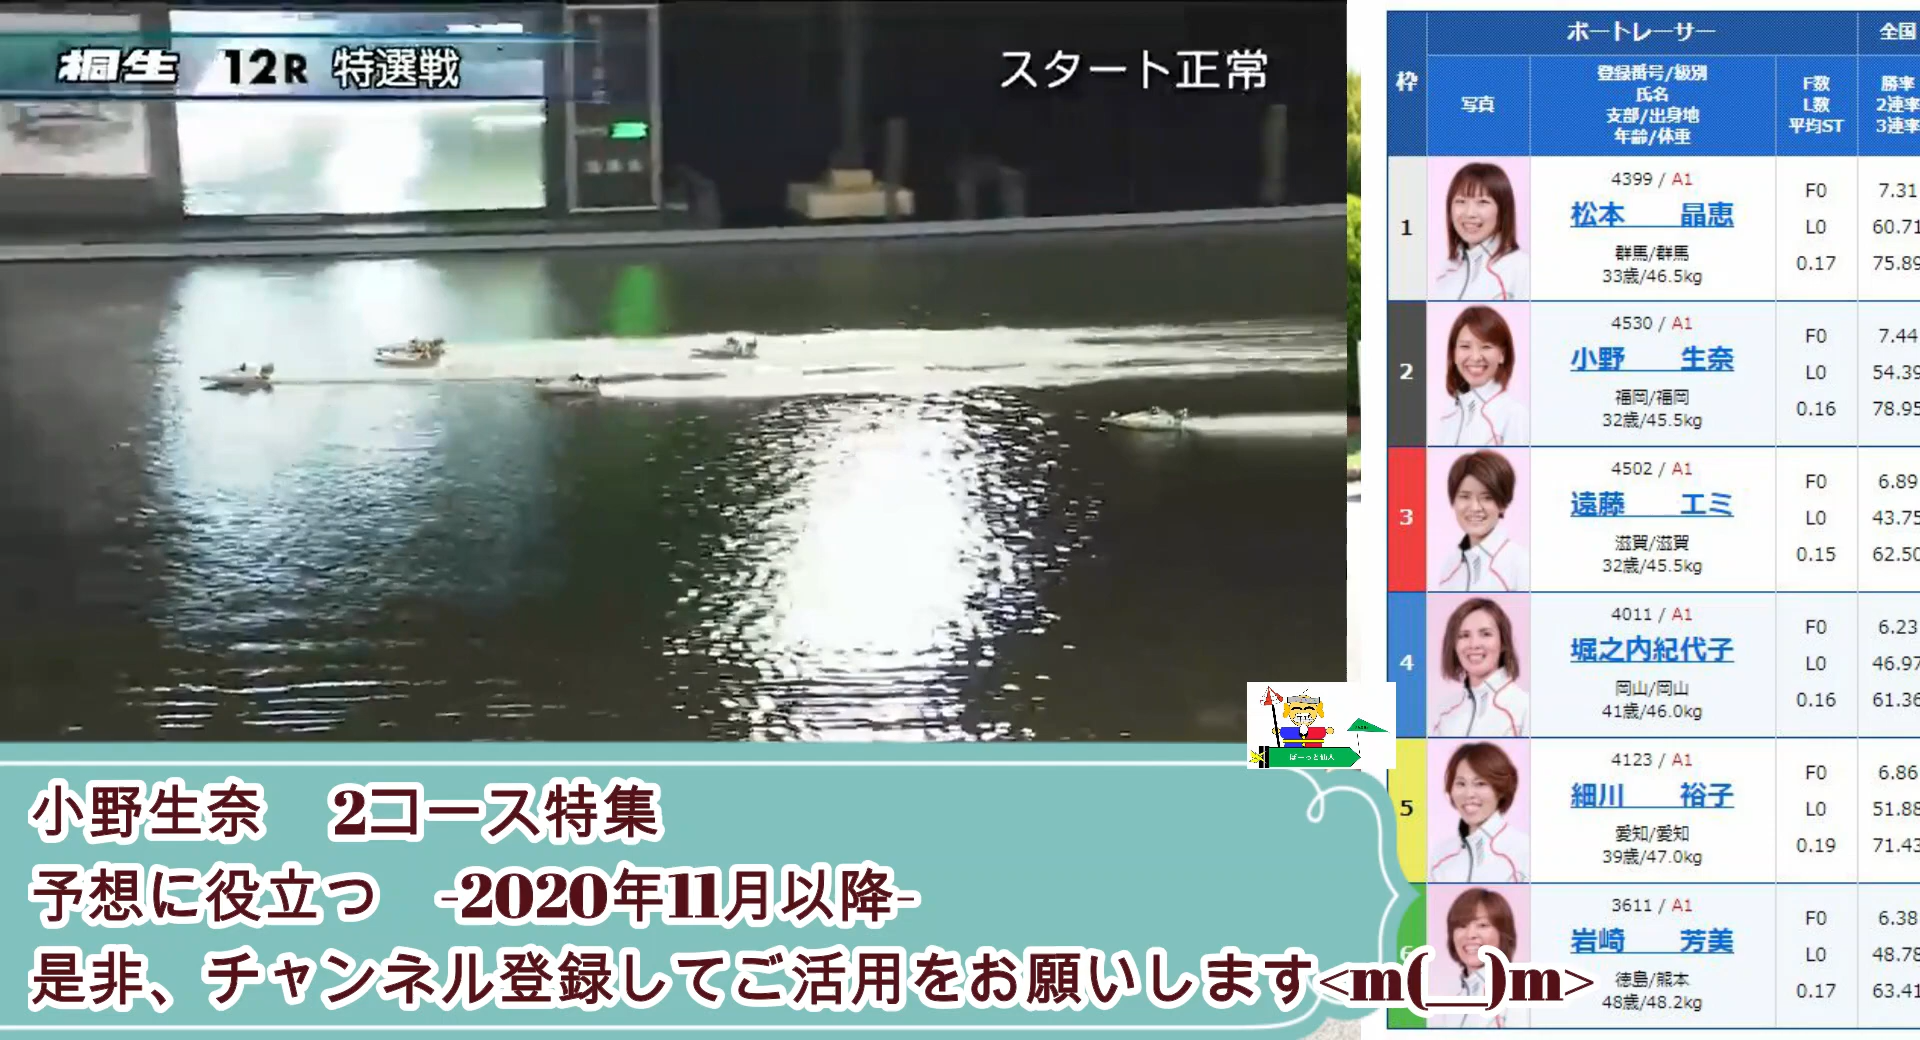 桐生 12R 特選戦
スタート正常
ボートレーサー 全国
枠 写真 登録番号/級別 氏名 支部/出身地 年齢/体重 F数 L数 平均ST 勝率 2連率 3連率
1
4399 / A1
松本 晶恵
群馬/群馬
33歳/46.5kg
F0 L0 0.17
7.31 60.71 75.89
2
4530 / A1
小野 生奈
福岡/福岡
32歳/45.5kg
F0 L0 0.16
7.44 54.39 78.95
3
4502 / A1
遠藤 エミ
滋賀/滋賀
32歳/45.5kg
F0 L0 0.15
6.89 43.75 62.50
4
4011 / A1
堀之内紀代子
岡山/岡山
41歳/46.0kg
F0 L0 0.16
6.23 46.97 61.36
5
4123 / A1
細川 裕子
愛知/愛知
39歳/47.0kg
F0 L0 0.19
6.86 51.88 71.43
6
3611 / A1
岩崎 芳美
徳島/熊本
48歳/48.2kg
F0 L0 0.17
6.38 48.78 63.41
ぼーっと仙人
小野生奈 2コース特集
予想に役立つ -2020年11月以降-
是非、チャンネル登録してご活用をお願いします<m(__)m>